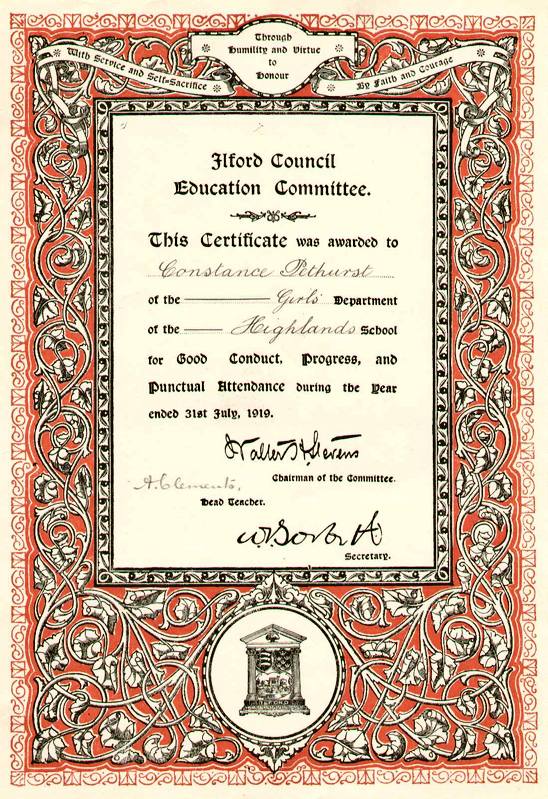 Through
Humility and Virtue
to
Honour
With Service and Self-Sacrifice
By Faith and Courage
Ilford Council
Education Committee.
This Certificate was awarded to
Constance Pethurst
of the Girls' Department
of the Highlands School
for Good Conduct, Progress, and
Punctual Attendance during the Year
ended 31st July, 1919.
Walter H. Stevens
Chairman of the Committee.
A. Clements,
Head Teacher.
Secretary.
ILFORD